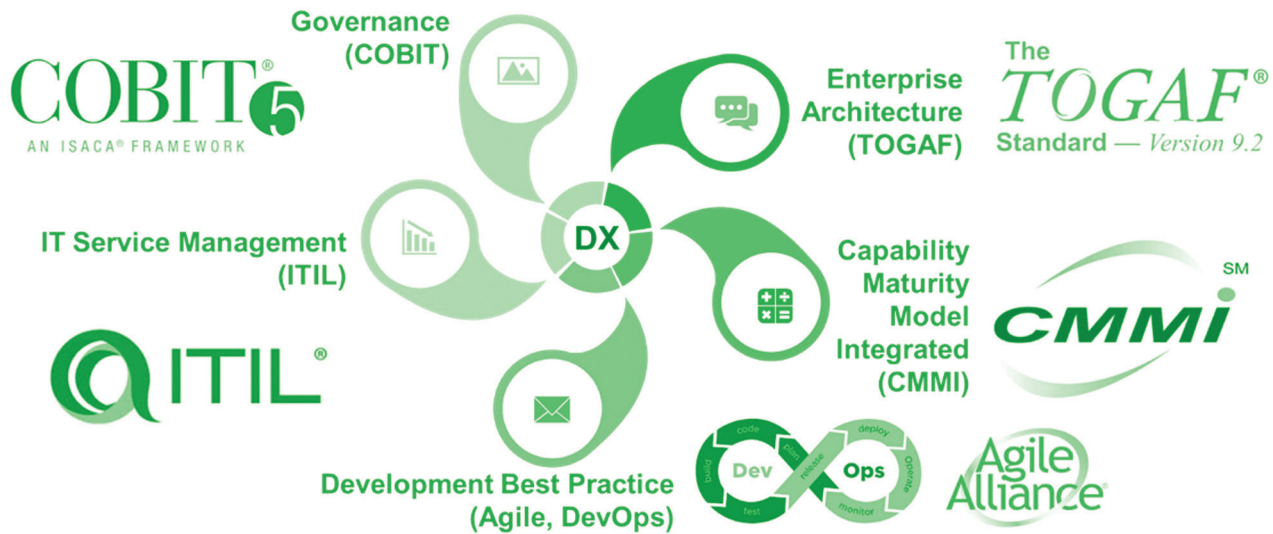 Governance
(COBIT)
COBIT® 5
AN ISACA® FRAMEWORK
Enterprise
Architecture
(TOGAF)
The
TOGAF®
Standard — Version 9.2
IT Service Management
(ITIL)
DX
Capability
Maturity
Model
Integrated
(CMMI)
SM
CMMi
ITIL®
Development Best Practice
(Agile, DevOps)
code
plan
build
Dev
test
release
deploy
Ops
operate
monitor
Agile
Alliance®